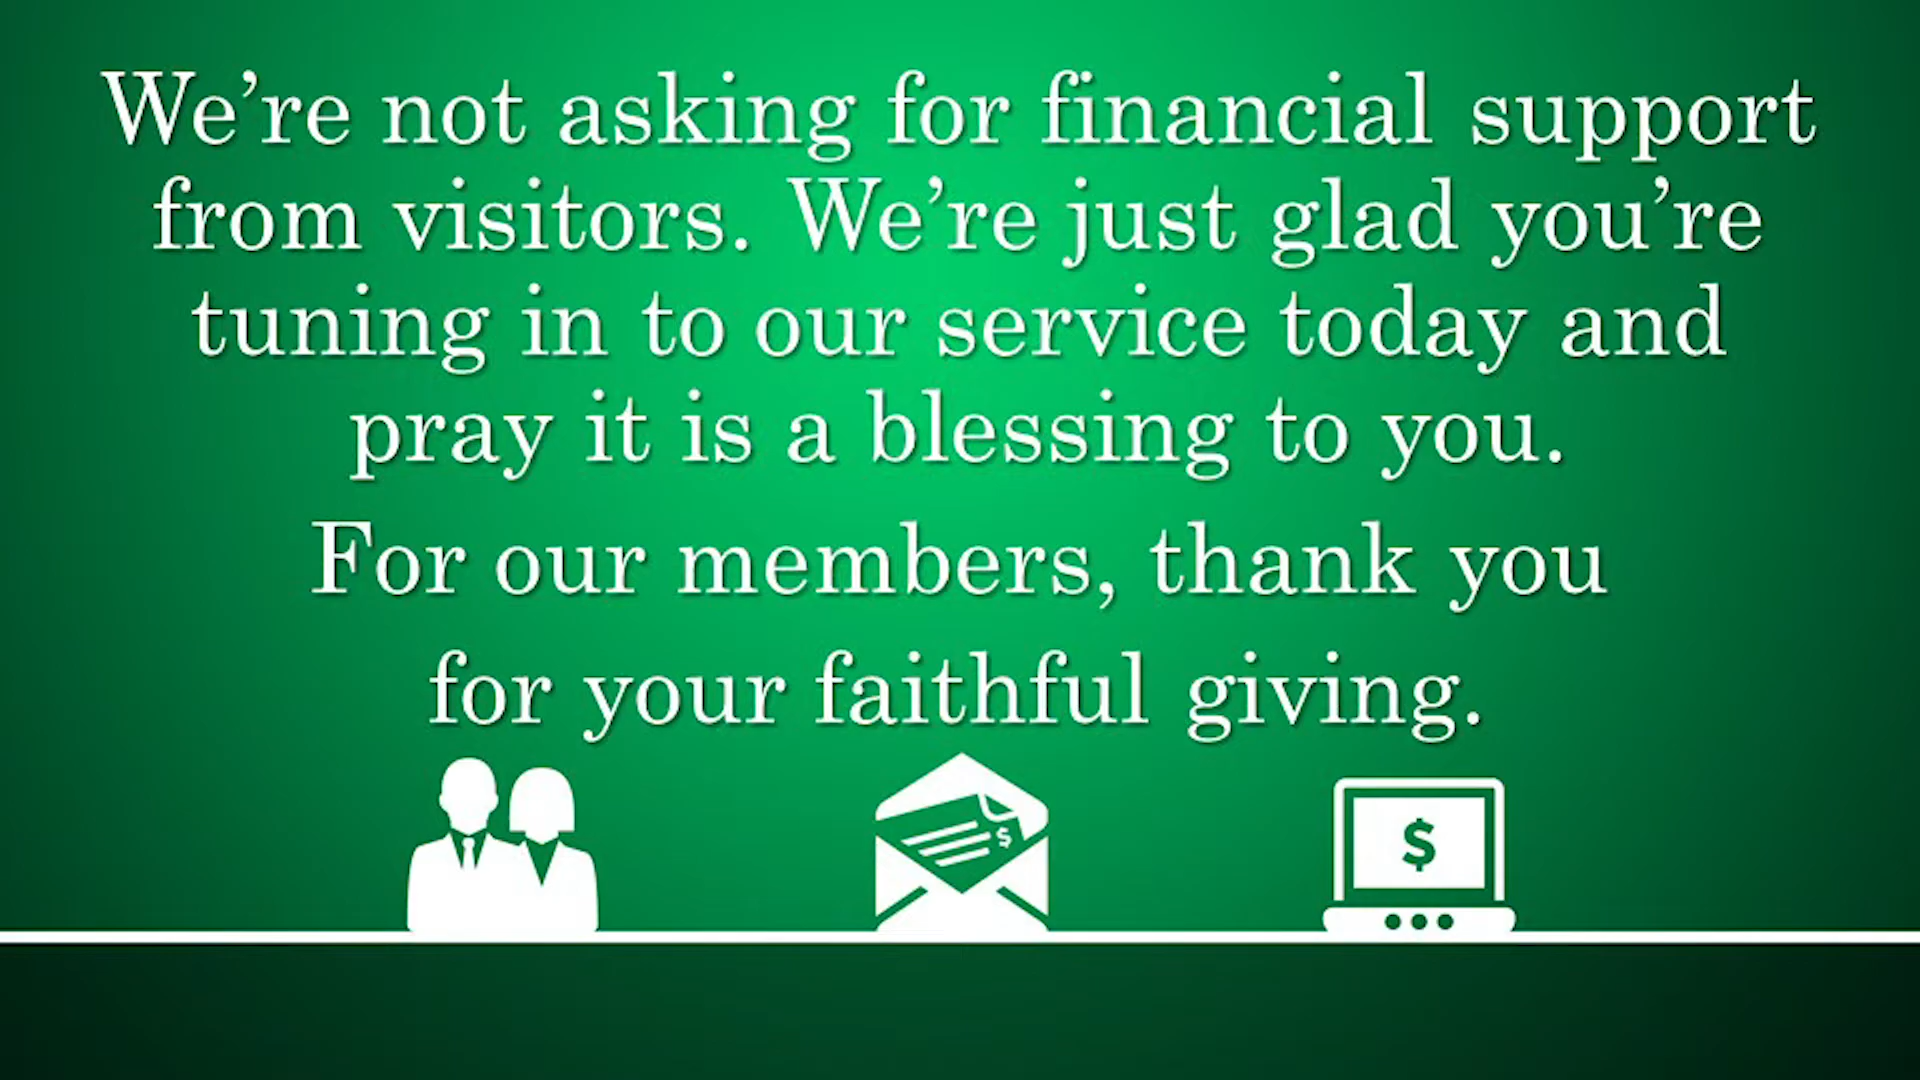 We’re not asking for financial support
from visitors. We’re just glad you’re
tuning in to our service today and
pray it is a blessing to you.
For our members, thank you
for your faithful giving.
$
$